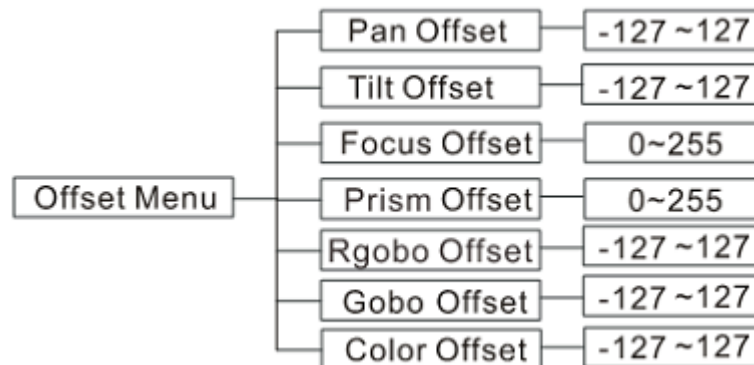 Pan Offset -127 ~127
Tilt Offset -127 ~127
Focus Offset 0~255
Offset Menu
Prism Offset 0~255
Rgobo Offset -127 ~127
Gobo Offset -127 ~127
Color Offset -127 ~127